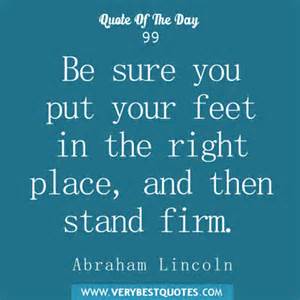 Quote Of The Day
99
Be sure you
put your feet
in the right
place, and then
stand firm.
Abraham Lincoln
WWW.VERYBESTQUOTES.COM